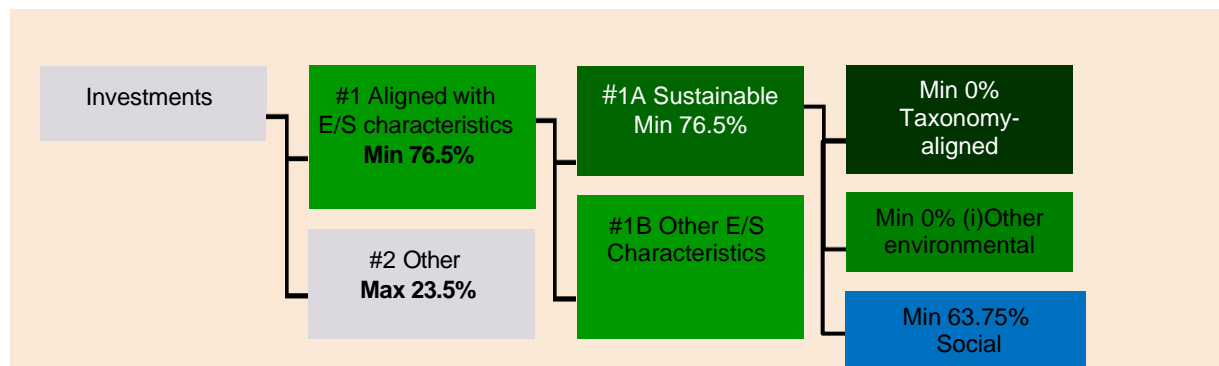 Investments
#1 Aligned with
E/S characteristics
Min 76.5%
#2 Other
Max 23.5%
#1A Sustainable
Min 76.5%
#1B Other E/S
Characteristics
Min 0%
Taxonomy-
aligned
Min 0% (i)Other
environmental
Min 63.75%
Social